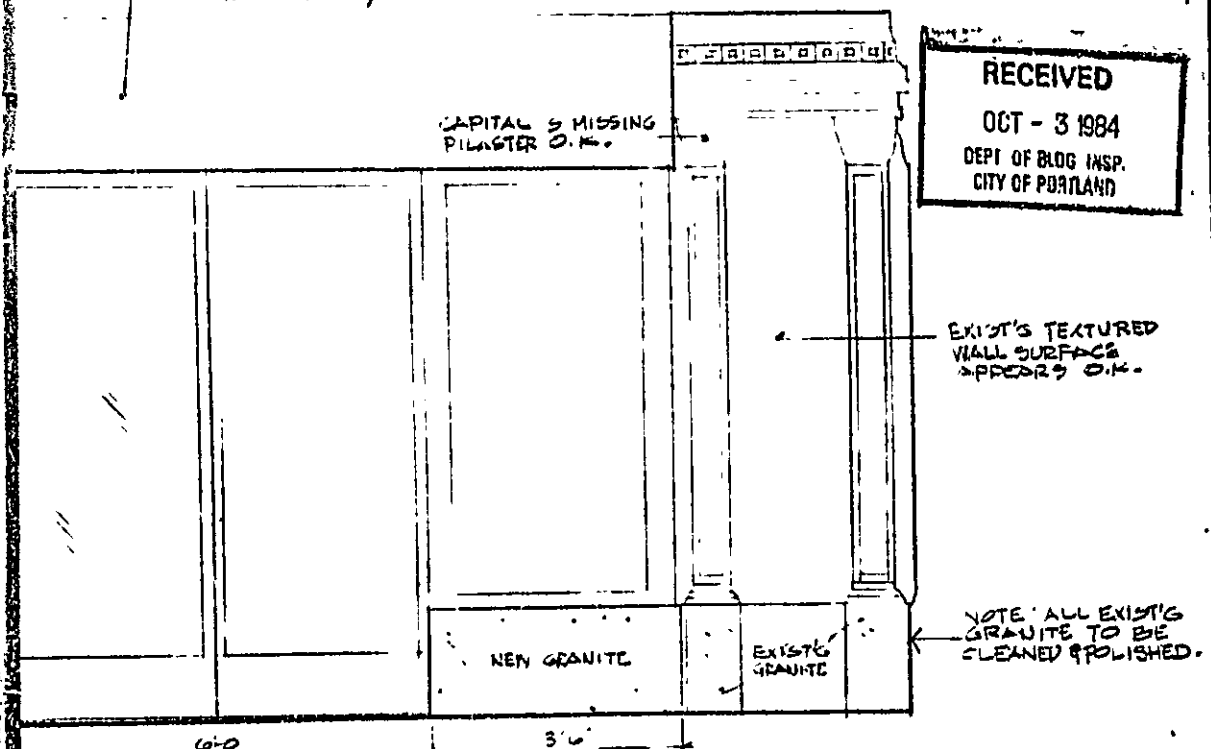 RECEIVED
OCT - 3 1984
DEPT OF BLDG INSP.
CITY OF PORTLAND
CAPITAL IS MISSING
PILASTER O.K.
EXIST'G TEXTURED
WALL SURFACE
APPEARS O.K.
NOTE: ALL EXIST'G
GRANITE TO BE
CLEANED & POLISHED.
NEW GRANITE
EXIST'G
GRANITE
6'-0
3'6"